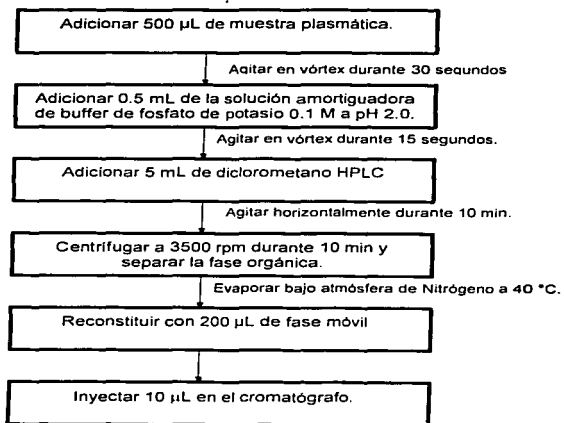 Adicionar 500 µL de muestra plasmática.
Agitar en vórtex durante 30 segundos
Adicionar 0.5 mL de la solución amortiguadora
de buffer de fosfato de potasio 0.1 M a pH 2.0.
Agitar en vórtex durante 15 segundos.
Adicionar 5 mL de diclorometano HPLC
Agitar horizontalmente durante 10 min.
Centrífugar a 3500 rpm durante 10 min y
separar la fase orgánica.
Evaporar bajo atmósfera de Nitrógeno a 40 °C.
Reconstituir con 200 µL de fase móvil
Inyectar 10 µL en el cromatógrafo.